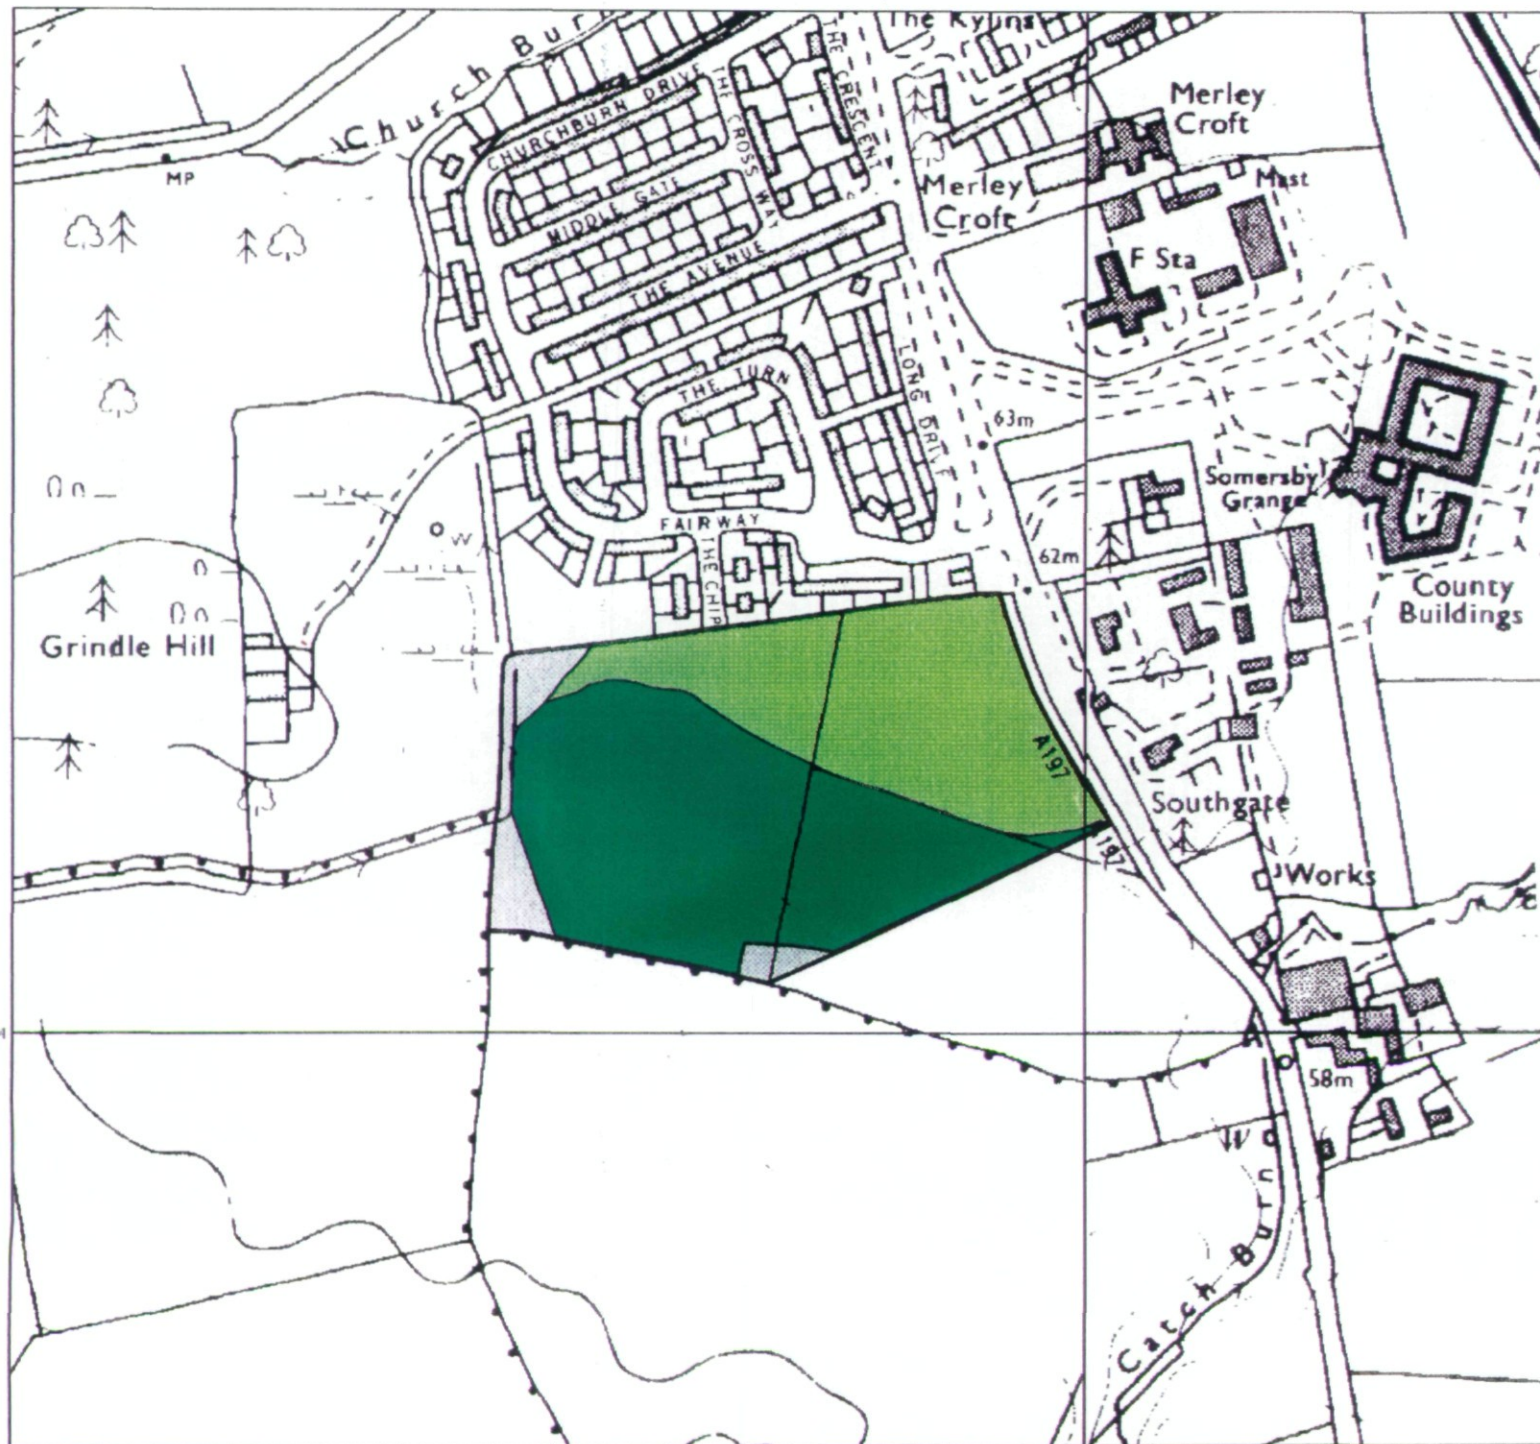 The Kylins
Church Bur
CHURCHBURN DRIVE
THE CROSS WAY
THE CRESCENT
Merley
Croft
MP
MIDDLE GATE
Merley
Croft
Mast
THE AVENUE
F Sta
THE TURN
LONG DRIVE
63m
Somersby
Grange
FAIRWAY
THE CHIP
W
62m
County
Buildings
Grindle Hill
A197
Southgate
197
Works
58m
W
Catch Burn